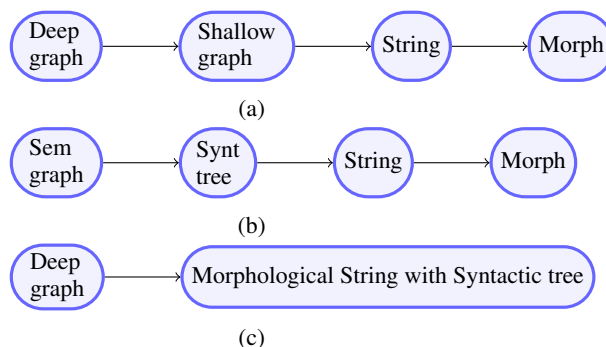 Deep graph Shallow graph String Morph
(a)
Sem graph Synt tree String Morph
(b)
Deep graph Morphological String with Syntactic tree
(c)